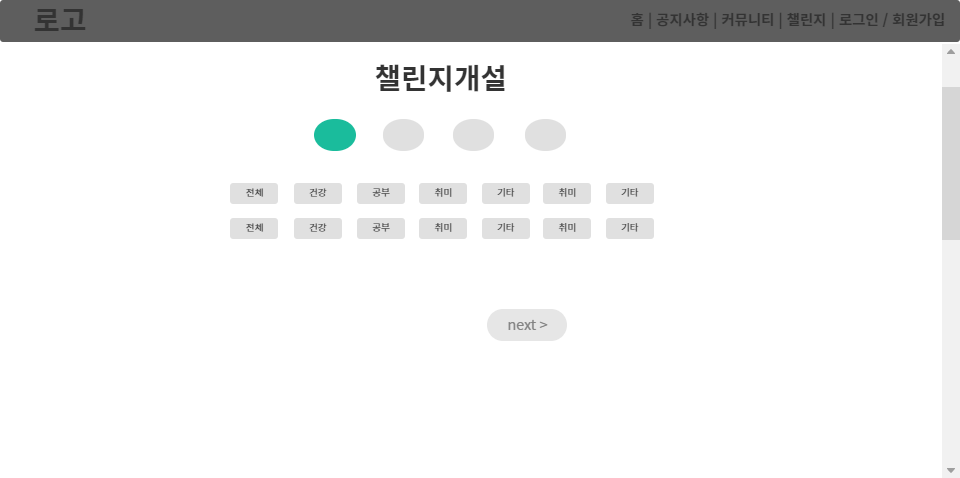 로고
홈 | 공지사항 | 커뮤니티 | 챌린지 | 로그인 / 회원가입
챌린지개설
전체 건강 공부 취미 기타 취미 기타
전체 건강 공부 취미 기타 취미 기타
next >